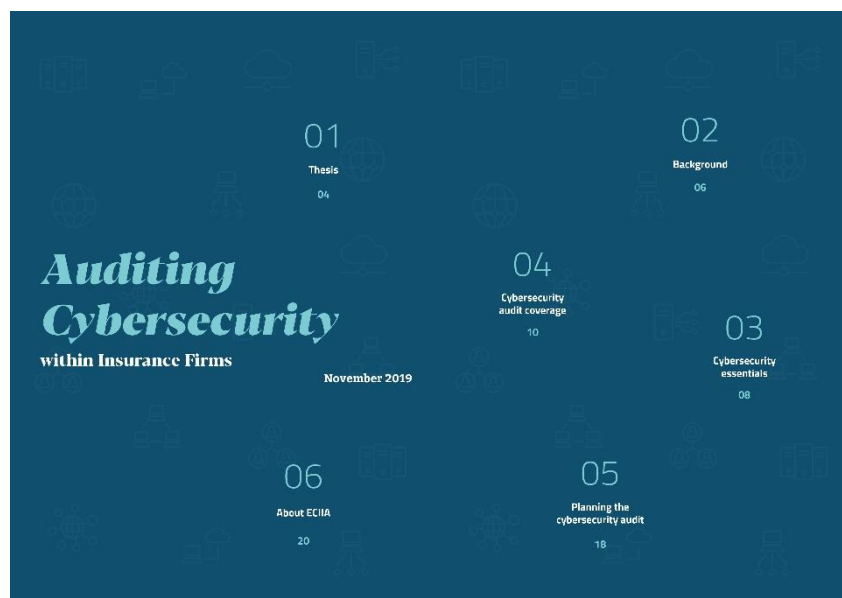 Auditing
Cybersecurity
within Insurance Firms
November 2019
01
Thesis
04
02
Background
06
03
Cybersecurity
essentials
08
04
Cybersecurity
audit coverage
10
05
Planning the
cybersecurity audit
18
06
About ECIIA
20